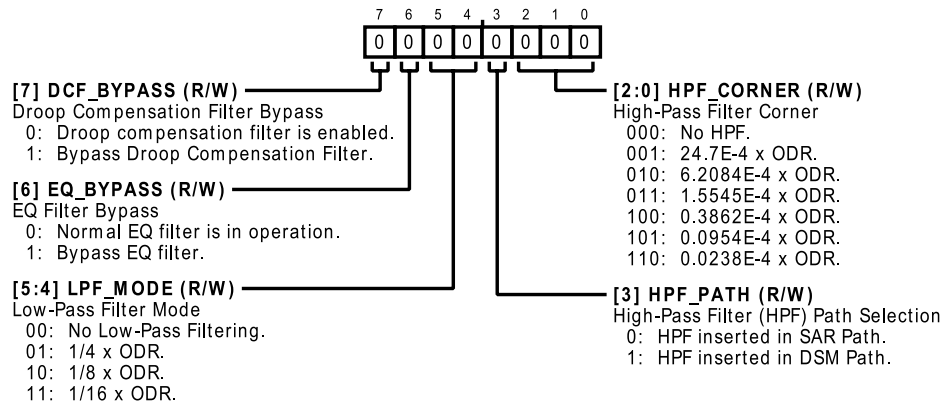 7 6 5 4 3 2 1 0
0 0 0 0 0 0 0 0
[7] DCF_BYPASS (R/W)
Droop Compensation Filter Bypass
0: Droop compensation filter is enabled.
1: Bypass Droop Compensation Filter.
[6] EQ_BYPASS (R/W)
EQ Filter Bypass
0: Normal EQ filter is in operation.
1: Bypass EQ filter.
[5:4] LPF_MODE (R/W)
Low-Pass Filter Mode
00: No Low-Pass Filtering.
01: 1/4 x ODR.
10: 1/8 x ODR.
11: 1/16 x ODR.
[2:0] HPF_CORNER (R/W)
High-Pass Filter Corner
000: No HPF.
001: 24.7E-4 x ODR.
010: 6.2084E-4 x ODR.
011: 1.5545E-4 x ODR.
100: 0.3862E-4 x ODR.
101: 0.0954E-4 x ODR.
110: 0.0238E-4 x ODR.
[3] HPF_PATH (R/W)
High-Pass Filter (HPF) Path Selection
0: HPF inserted in SAR Path.
1: HPF inserted in DSM Path.